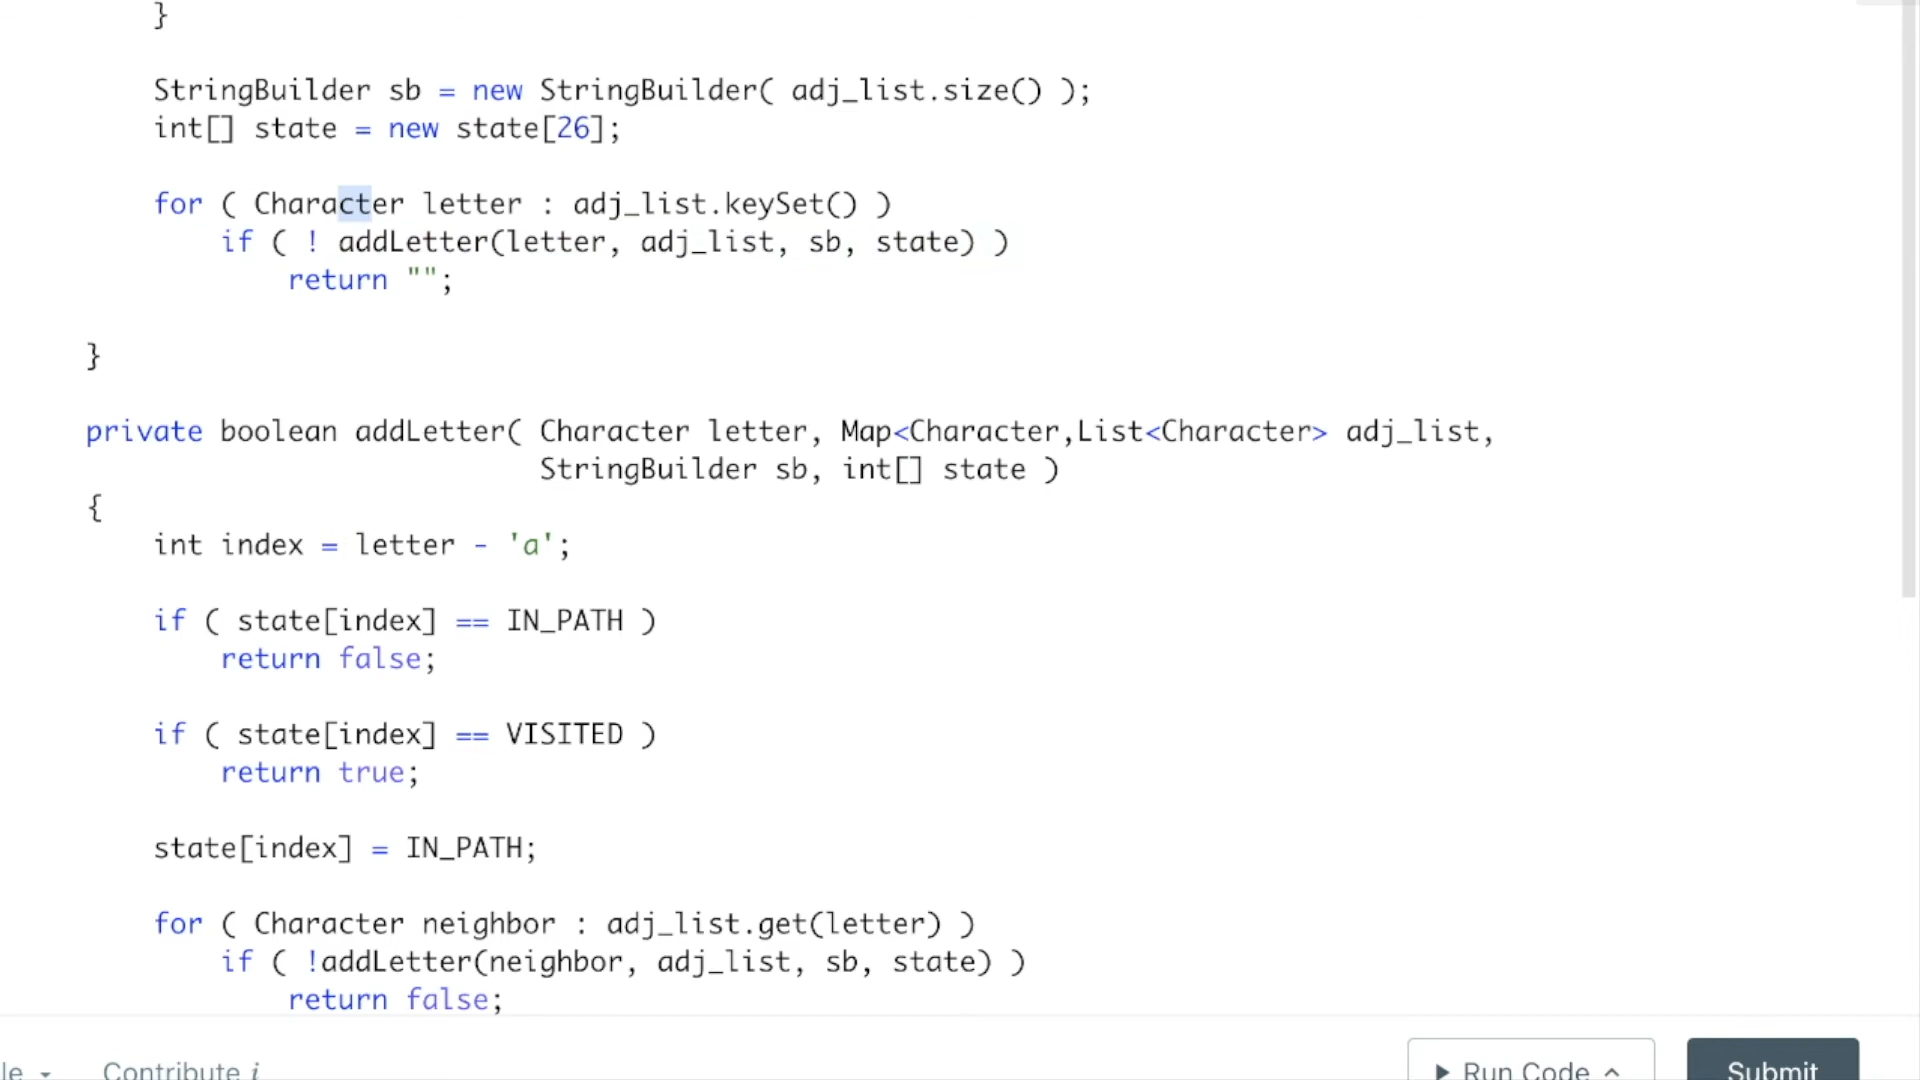 }
StringBuilder sb = new StringBuilder( adj_list.size() );
int[] state = new state[26];
for ( Character letter : adj_list.keySet() )
if ( ! addLetter(letter, adj_list, sb, state) )
return "";
}
private boolean addLetter( Character letter, Map<Character,List<Character> adj_list,
StringBuilder sb, int[] state )
{
int index = letter - 'a';
if ( state[index] == IN_PATH )
return false;
if ( state[index] == VISITED )
return true;
state[index] = IN_PATH;
for ( Character neighbor : adj_list.get(letter) )
if ( !addLetter(neighbor, adj_list, sb, state) )
return false;
le Contribute i Run Code Submit